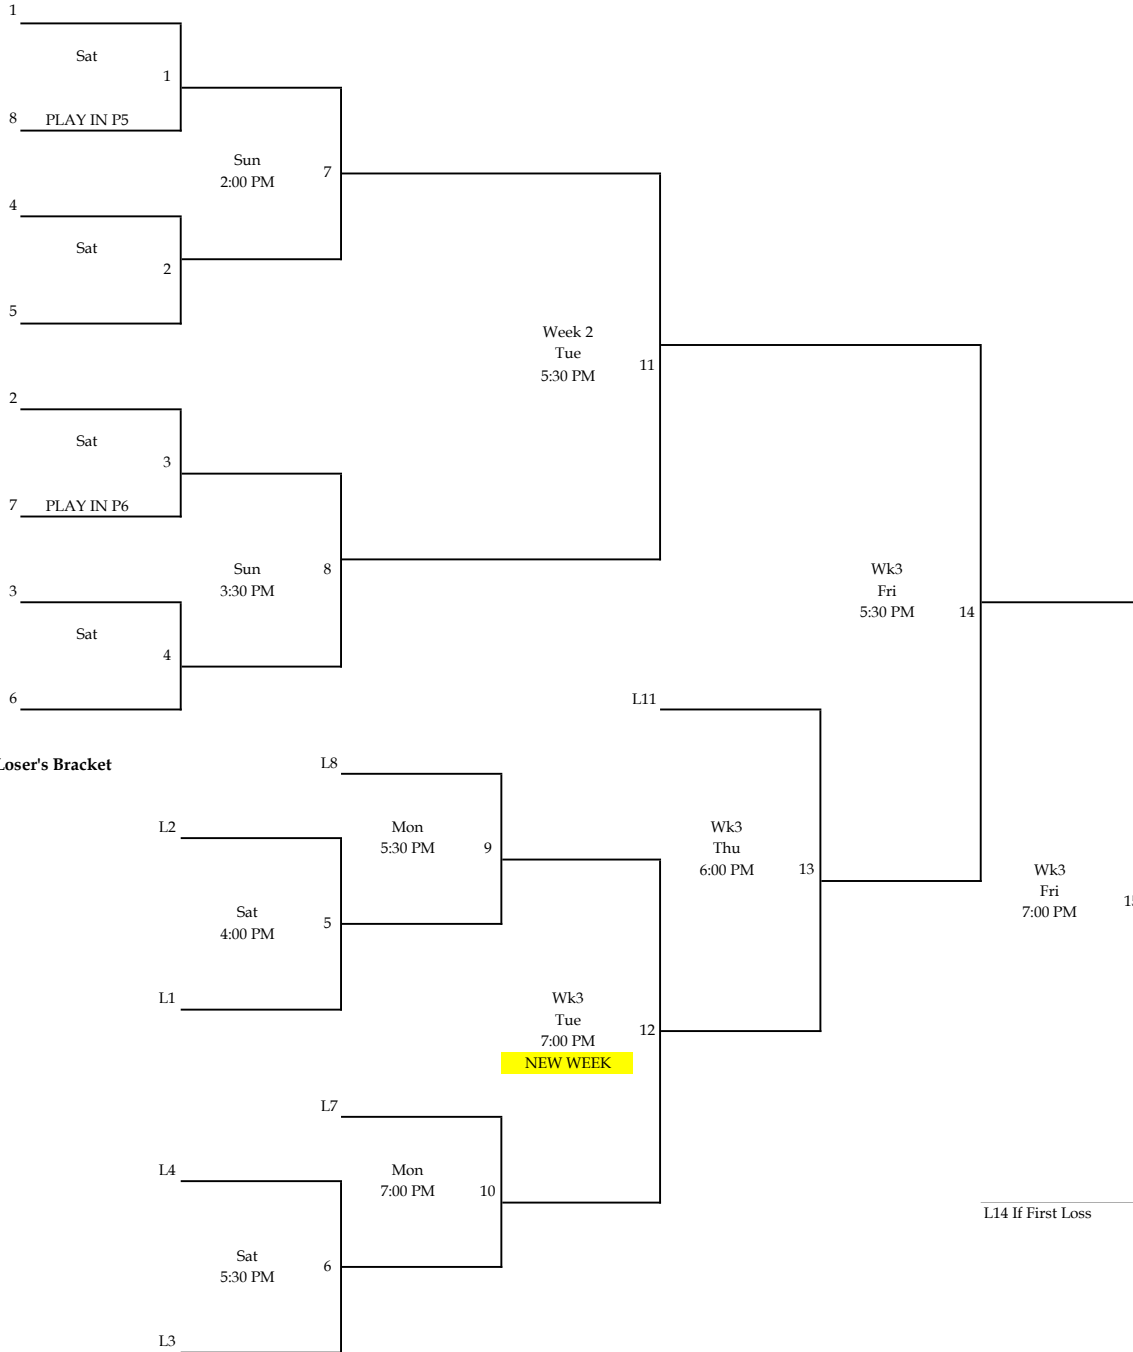 1
Sat
1
8 PLAY IN P5
Sun
2:00 PM
7
4
Sat
2
5
Week 2
Tue
5:30 PM
11
2
Sat
3
7 PLAY IN P6
Sun
3:30 PM
8
3
Sat
4
6
Wk3
Fri
5:30 PM
14
L11
Loser's Bracket
L8
L2
Mon
5:30 PM
9
Wk3
Thu
6:00 PM
13
Wk3
Fri
7:00 PM
15
Sat
4:00 PM
5
L1
Wk3
Tue
7:00 PM
12
NEW WEEK
L7
L4
Mon
7:00 PM
10
L14 If First Loss
Sat
5:30 PM
6
L3